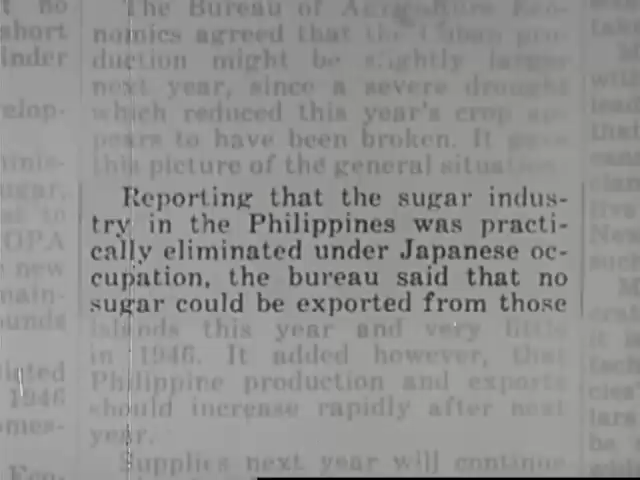 The Bureau of Agriculture Eco-
nomics agreed that the Cuban pro-
duction might be slightly larger
next year, since a severe drought
which reduced this year's crop ap-
pears to have been broken. It gave
this picture of the general situation.
Reporting that the sugar indus-
try in the Philippines was practi-
cally eliminated under Japanese oc-
cupation, the bureau said that no
sugar could be exported from those
islands this year and very little
in 1946. It added however, that
Philippine production and exports
should increase rapidly after next
year.
Supplies next year will continue